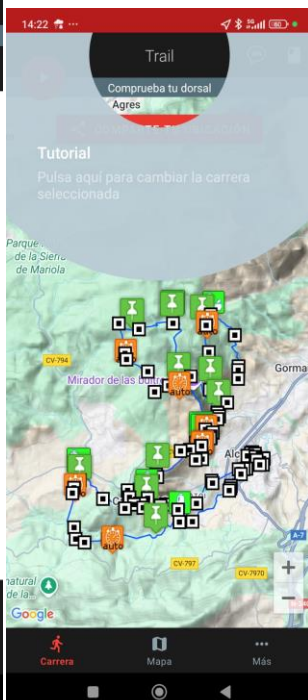 14:22
Trail
Comprueba tu dorsal
Agres
Tutorial
Pulsa aquí para cambiar la carrera
seleccionada
Parque
de la Sierra
de Mariola
CV-794
Gorma
Mirador de las
auto
Alc
auto
CV-797
CV-7970
A-7
natural
de la
Google
+
−
Carrera
Mapa
Más